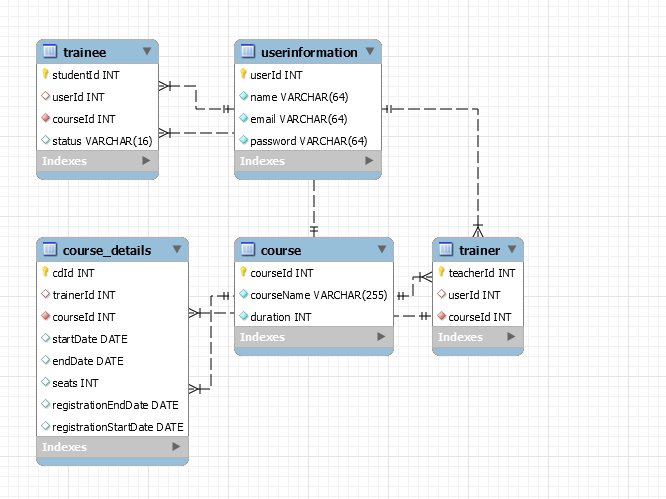 trainee
studentId INT
userId INT
courseId INT
status VARCHAR(16)
Indexes
userinformation
userId INT
name VARCHAR(64)
email VARCHAR(64)
password VARCHAR(64)
Indexes
course_details
cdId INT
trainerId INT
courseId INT
startDate DATE
endDate DATE
seats INT
registrationEndDate DATE
registrationStartDate DATE
Indexes
course
courseId INT
courseName VARCHAR(255)
duration INT
Indexes
trainer
teacherId INT
userId INT
courseId INT
Indexes